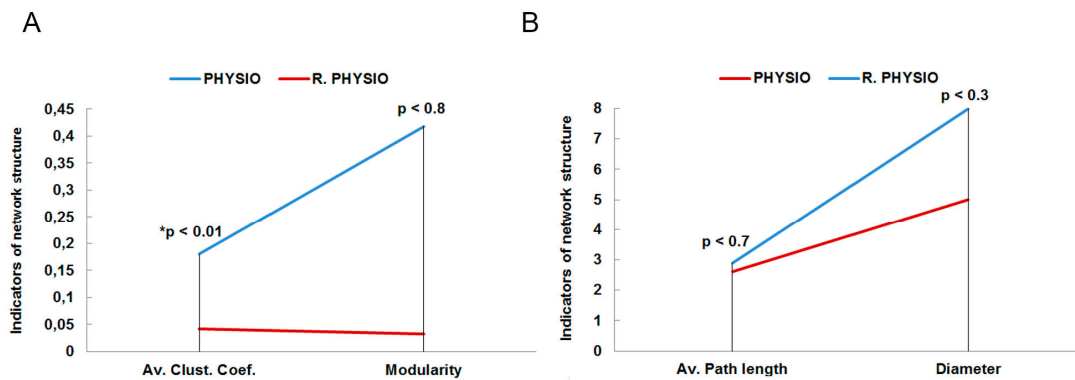 A
B
PHYSIO R. PHYSIO
PHYSIO R. PHYSIO
Indicators of network structure
0,45
0,4
0,35
0,3
0,25
0,2
0,15
0,1
0,05
0
p < 0.8
*p < 0.01
Av. Clust. Coef. Modularity
Indicators of network structure
8
7
6
5
4
3
2
1
0
p < 0.3
p < 0.7
Av. Path length Diameter